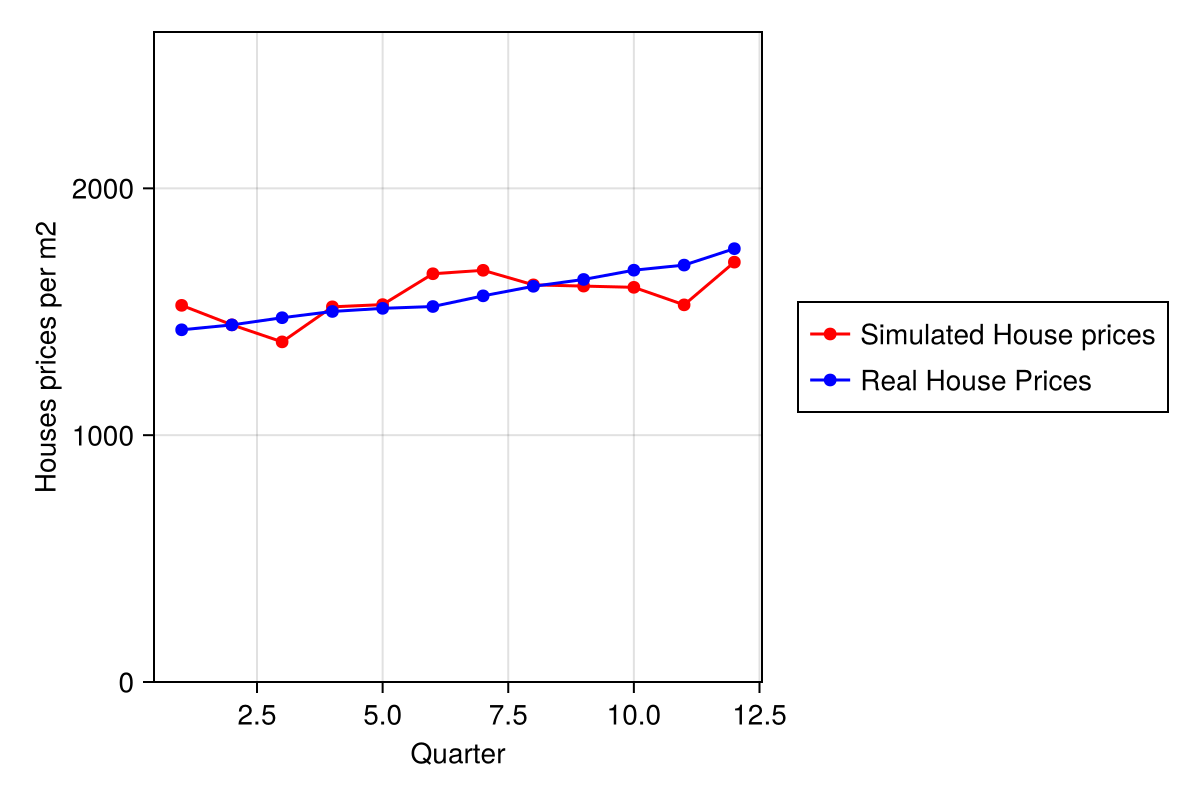 Houses prices per m2
2000
1000
0
2.5 5.0 7.5 10.0 12.5
Quarter
Simulated House prices
Real House Prices